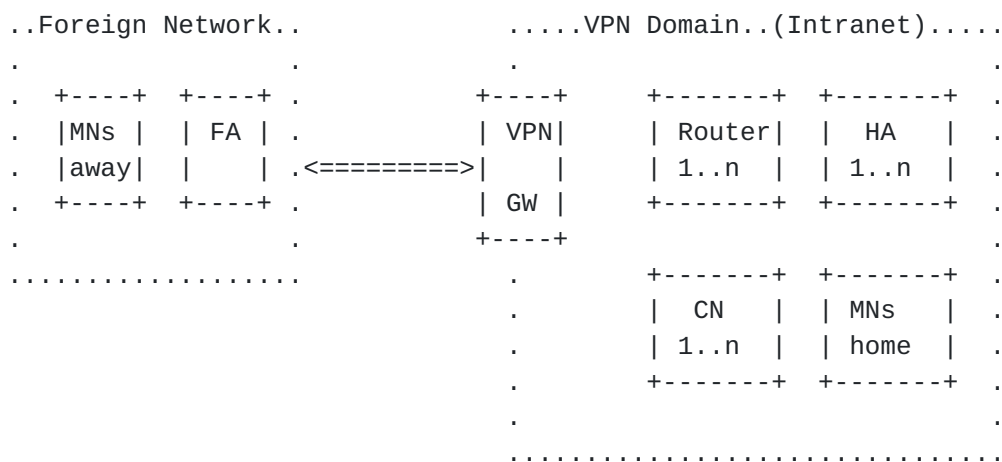 ..Foreign Network..             .....VPN Domain..(Intranet).....
.                 .             .                              .
.  +----+  +----+ .           +----+     +-------+  +-------+  .
.  |MNs |  | FA | .           | VPN|     | Router|  |  HA   |  .
.  |away|  |    | .<=========>|    |     | 1..n  |  | 1..n  |  .
.  +----+  +----+ .           | GW |     +-------+  +-------+  .
.                 .           +----+                           .
...................             .        +-------+  +-------+  .
                                .        |  CN   |  | MNs   |  .
                                .        | 1..n  |  | home  |  .
                                .        +-------+  +-------+  .
                                .                              .
                                ................................